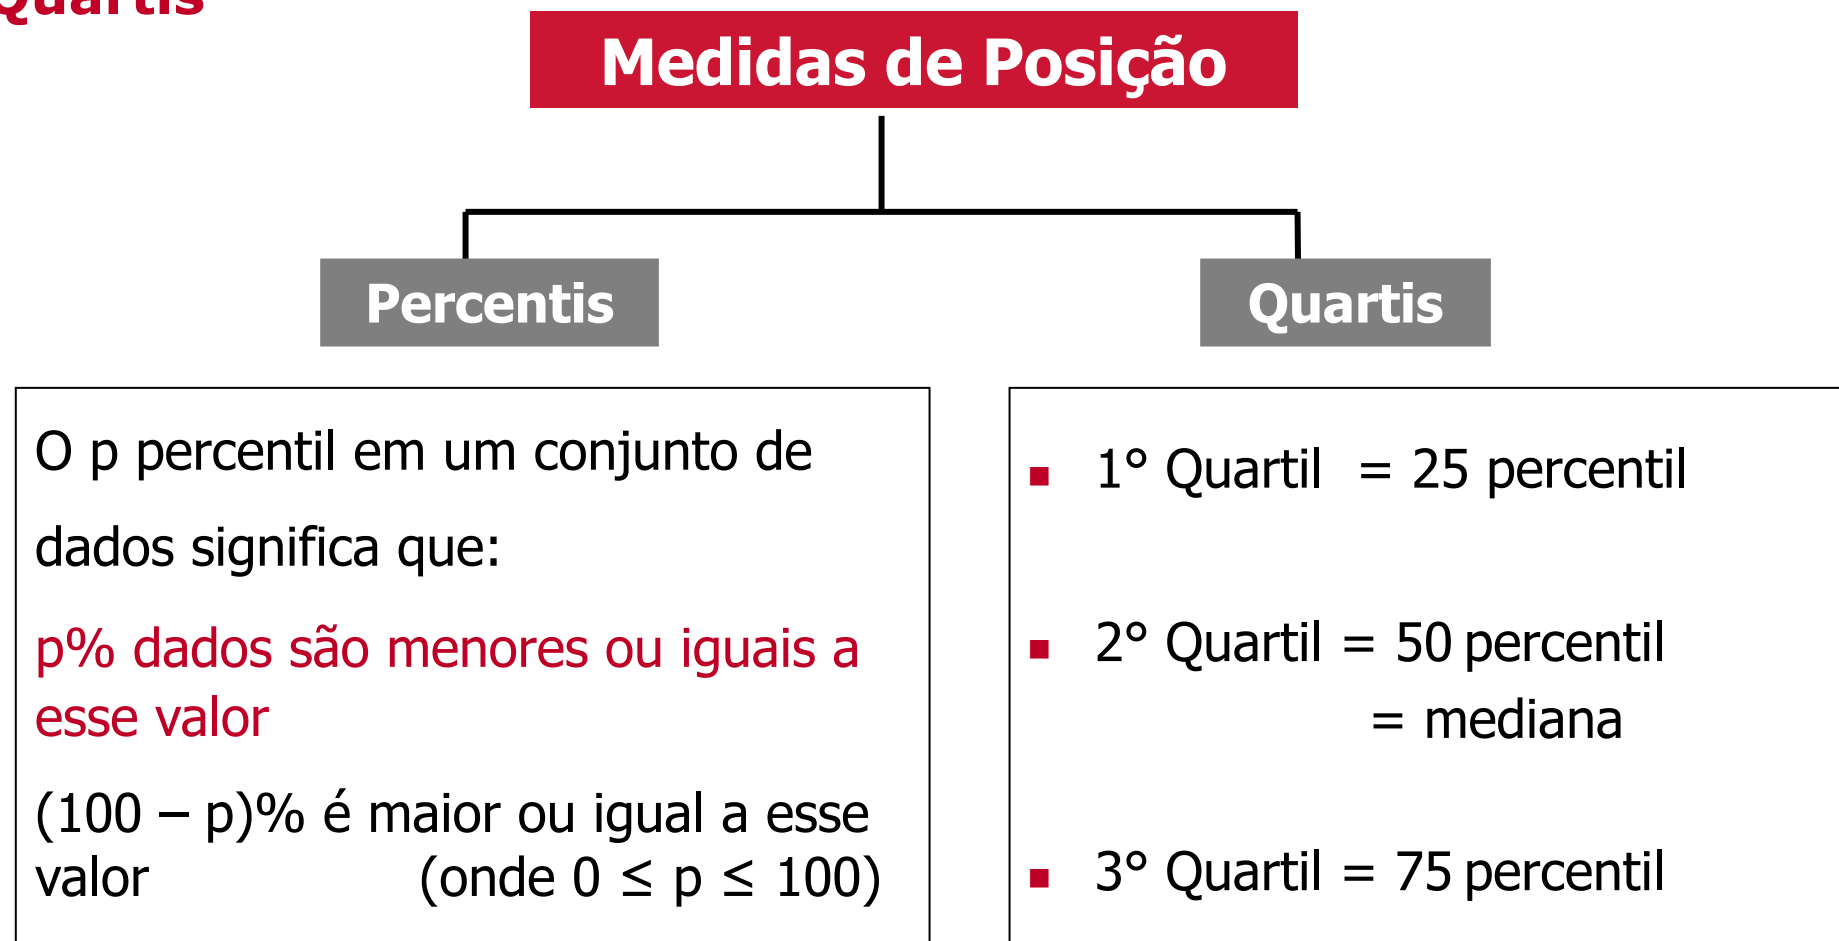 Quartis
Medidas de Posição
Percentis
Quartis
O p percentil em um conjunto de
dados significa que:
p% dados são menores ou iguais a
esse valor
(100 – p)% é maior ou igual a esse
valor (onde 0 ≤ p ≤ 100)
▪ 1° Quartil = 25 percentil
▪ 2° Quartil = 50 percentil
= mediana
▪ 3° Quartil = 75 percentil